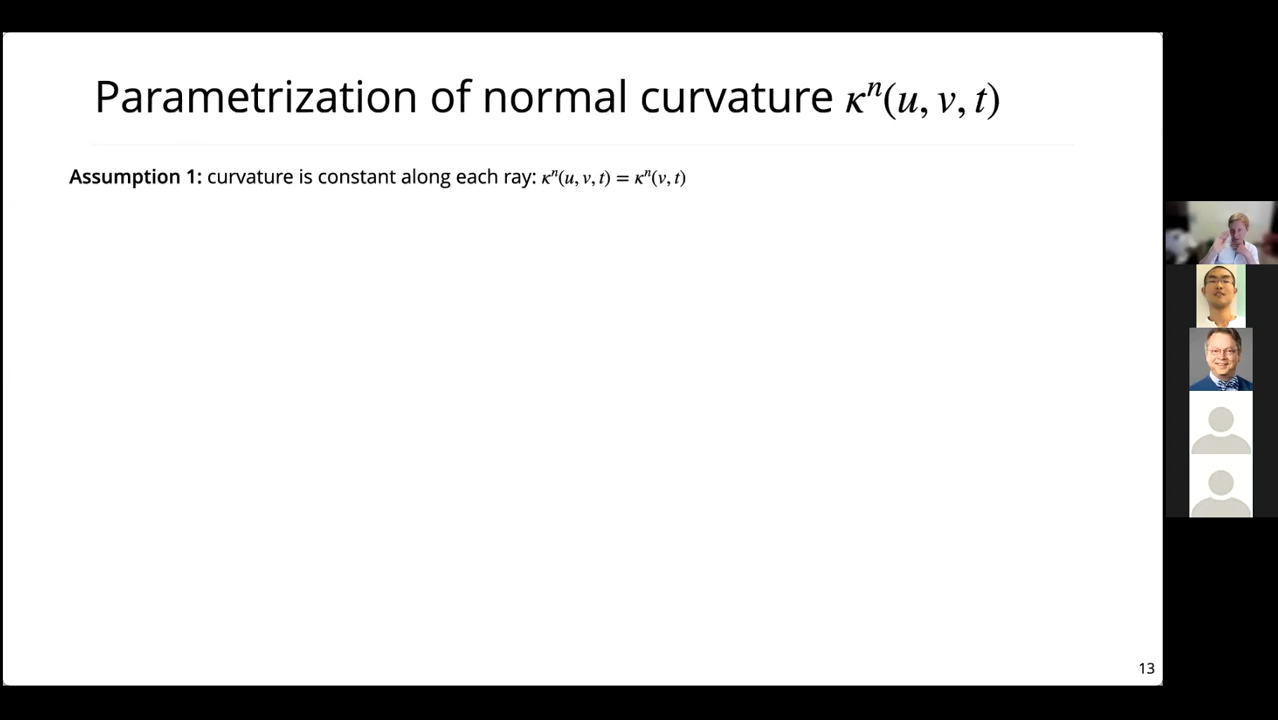 Parametrization of normal curvature κⁿ(u, v, t)
Assumption 1: curvature is constant along each ray: κⁿ(u, v, t) = κⁿ(v, t)
13